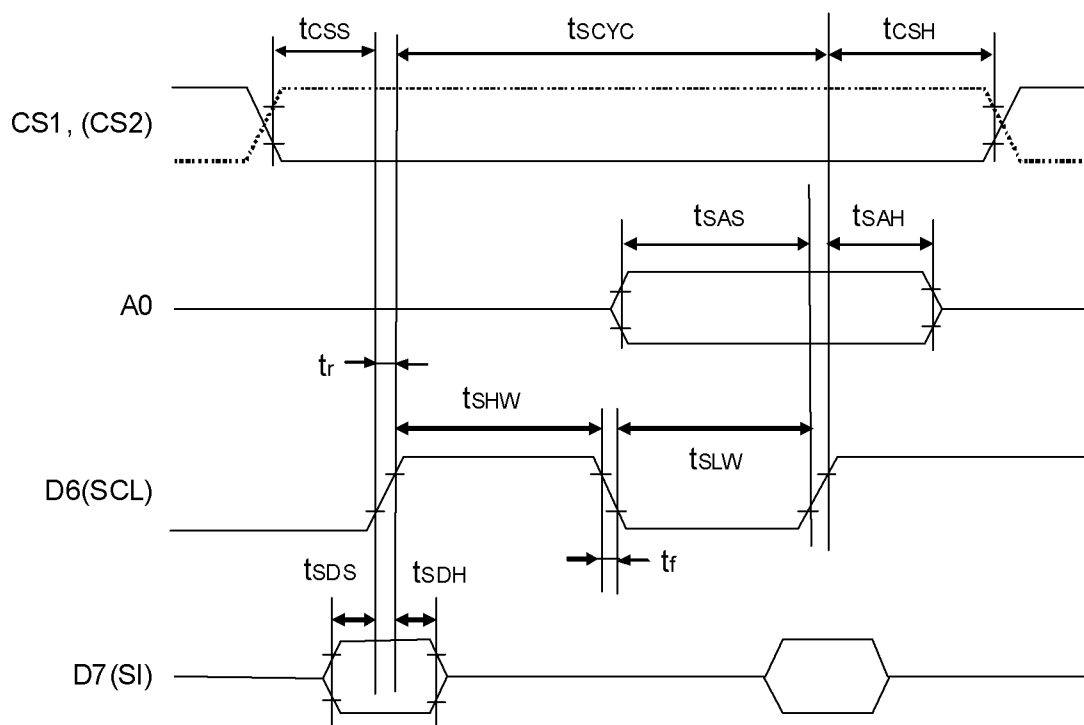 tCSS tSCYC tCSH
CS1, (CS2)
tSAS tSAH
A0
tr
tSHW
tSLW
D6(SCL)
tSDS tSDH tf
D7(SI)